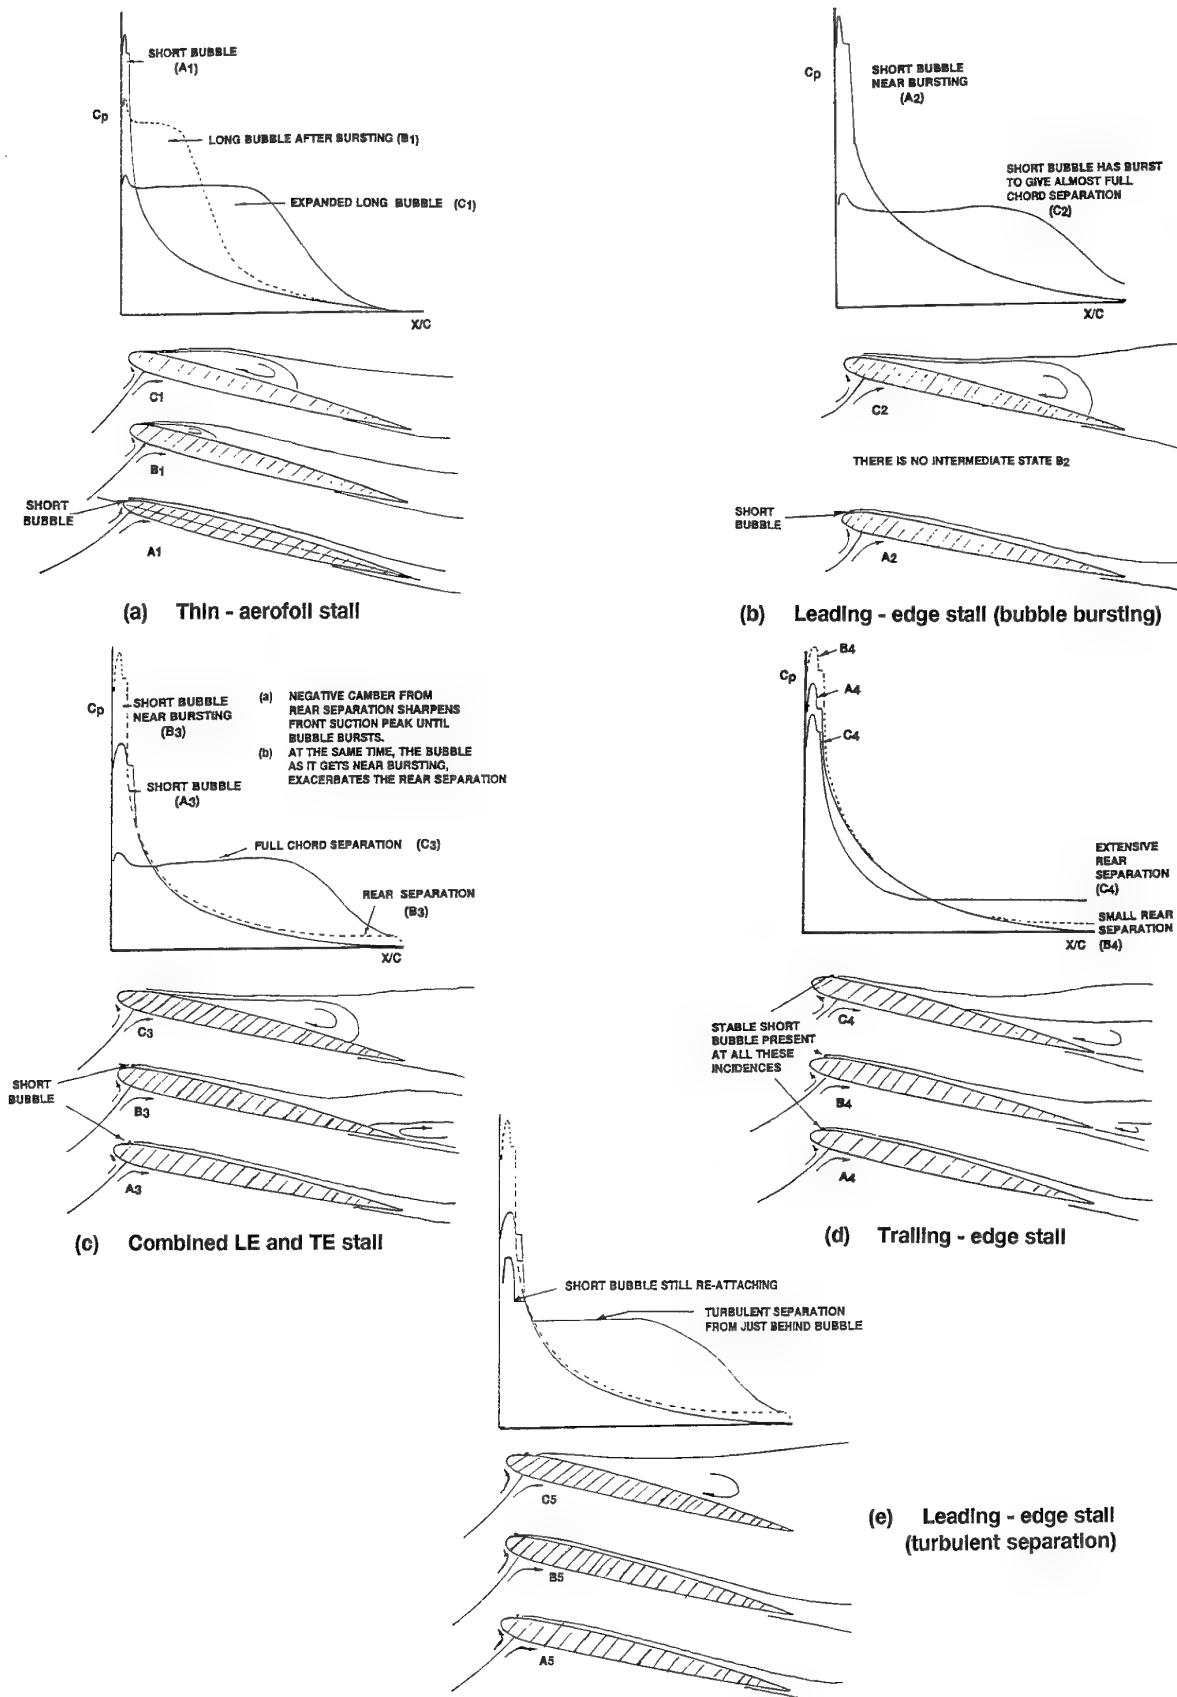 SHORT BUBBLE
(A1)
Cp
LONG BUBBLE AFTER BURSTING (B1)
EXPANDED LONG BUBBLE (C1)
X/C
C1
B1
SHORT
BUBBLE
A1
(a) Thin - aerofoil stall
Cp
SHORT BUBBLE
NEAR BURSTING
(A2)
SHORT BUBBLE HAS BURST
TO GIVE ALMOST FULL
CHORD SEPARATION
(C2)
X/C
C2
THERE IS NO INTERMEDIATE STATE B2
SHORT
BUBBLE
A2
(b) Leading - edge stall (bubble bursting)
Cp
SHORT BUBBLE
NEAR BURSTING
(B3)
(a) NEGATIVE CAMBER FROM
REAR SEPARATION SHARPENS
FRONT SUCTION PEAK UNTIL
BUBBLE BURSTS.
(b) AT THE SAME TIME, THE BUBBLE
AS IT GETS NEAR BURSTING,
EXACERBATES THE REAR SEPARATION
SHORT BUBBLE
(A3)
FULL CHORD SEPARATION (C3)
REAR SEPARATION
(B3)
X/C
C3
SHORT
BUBBLE
B3
A3
(c) Combined LE and TE stall
Cp
B4
A4
C4
EXTENSIVE
REAR
SEPARATION
(C4)
SMALL REAR
SEPARATION
(B4)
X/C
C4
STABLE SHORT
BUBBLE PRESENT
AT ALL THESE
INCIDENCES
B4
A4
(d) Trailing - edge stall
SHORT BUBBLE STILL RE-ATTACHING
TURBULENT SEPARATION
FROM JUST BEHIND BUBBLE
C5
B5
A5
(e) Leading - edge stall
(turbulent separation)